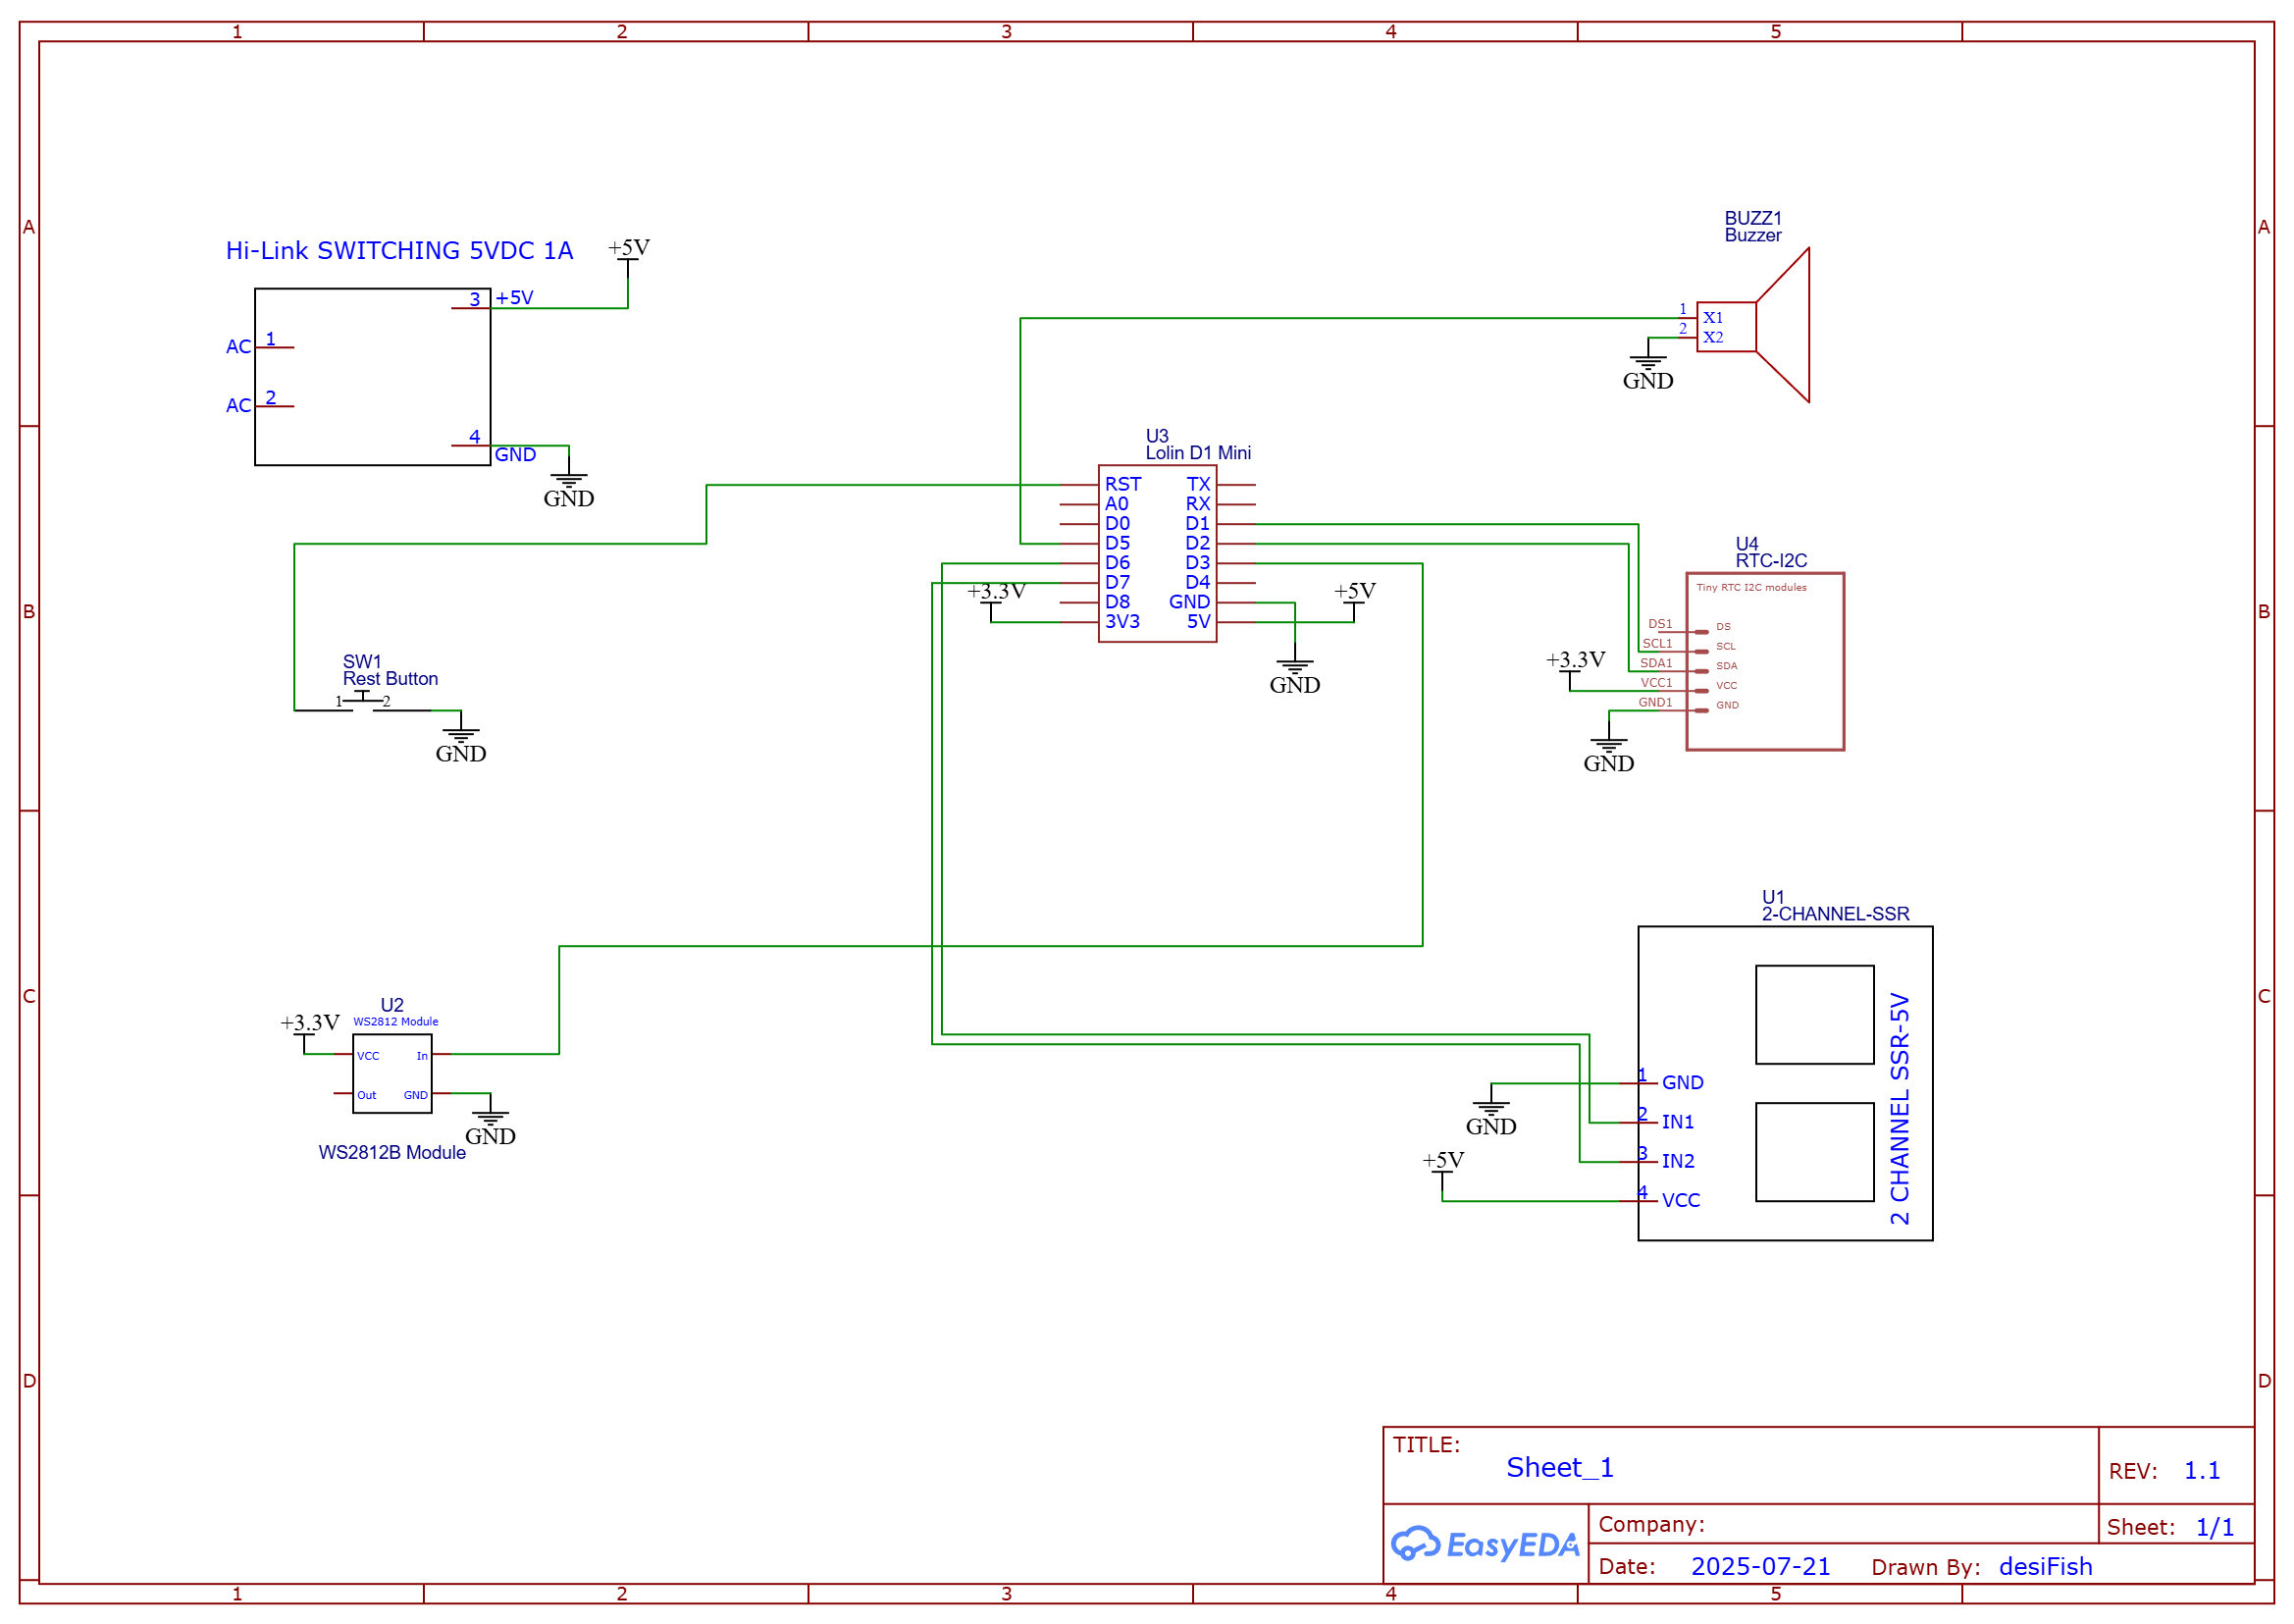 1 2 3 4 5
A A
Hi-Link SWITCHING 5VDC 1A
+5V
3 +5V
AC 1
AC 2
4
GND
GND
BUZZ1
Buzzer
1 X1
2 X2
GND
B B
U3
Lolin D1 Mini
RST TX
A0 RX
D0 D1
D5 D2
D6 D3
D7 D4
D8 GND
3V3 5V
+3.3V
+5V
GND
U4
RTC-I2C
Tiny RTC I2C modules
DS1 DS
SCL1 SCL
SDA1 SDA
VCC1 VCC
GND1 GND
+3.3V
GND
SW1
Rest Button
1 2
GND
C C
U2
WS2812 Module
+3.3V
VCC In
Out GND
GND
WS2812B Module
U1
2-CHANNEL-SSR
1 GND
2 IN1
3 IN2
4 VCC
GND
+5V
2 CHANNEL SSR-5V
D D
TITLE:
Sheet_1
REV: 1.1
EasyEDA
Company:
Sheet: 1/1
Date: 2025-07-21 Drawn By: desiFish
1 2 3 4 5